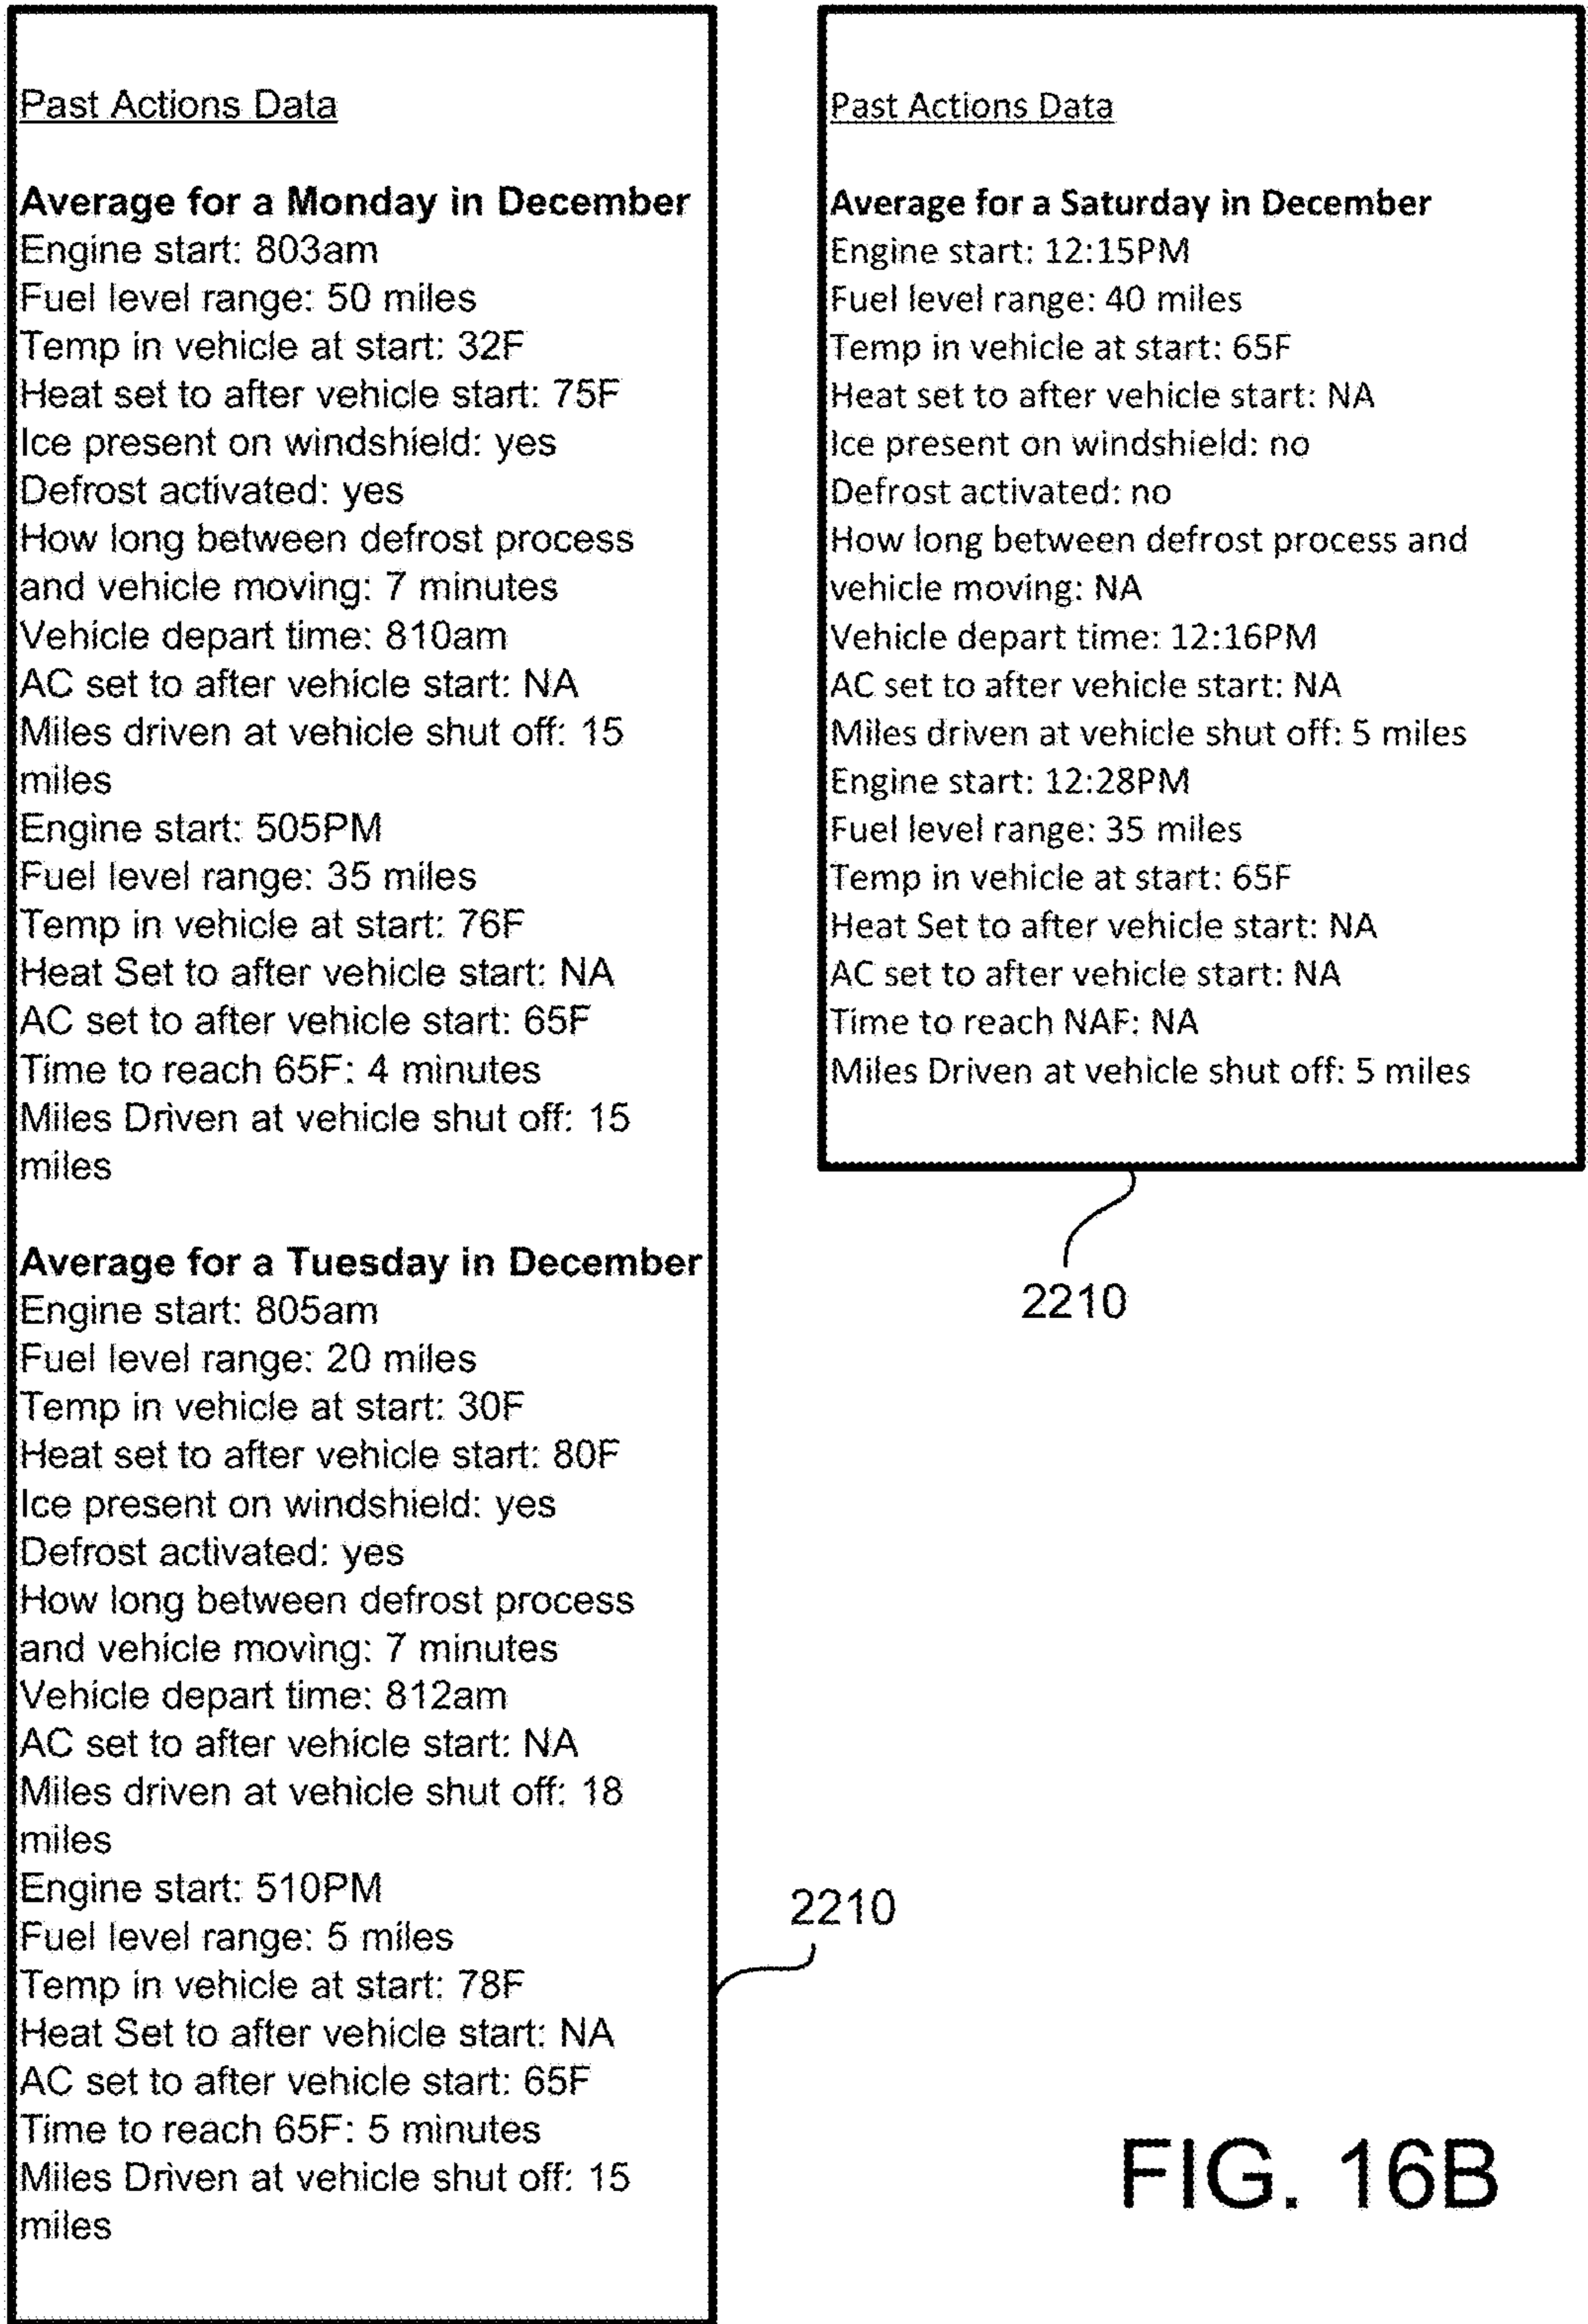 Past Actions Data
Average for a Monday in December
Engine start: 803am
Fuel level range: 50 miles
Temp in vehicle at start: 32F
Heat set to after vehicle start: 75F
Ice present on windshield: yes
Defrost activated: yes
How long between defrost process
and vehicle moving: 7 minutes
Vehicle depart time: 810am
AC set to after vehicle start: NA
Miles driven at vehicle shut off: 15
miles
Engine start: 505PM
Fuel level range: 35 miles
Temp in vehicle at start: 76F
Heat Set to after vehicle start: NA
AC set to after vehicle start: 65F
Time to reach 65F: 4 minutes
Miles Driven at vehicle shut off: 15
miles
Average for a Tuesday in December
Engine start: 805am
Fuel level range: 20 miles
Temp in vehicle at start: 30F
Heat set to after vehicle start: 80F
Ice present on windshield: yes
Defrost activated: yes
How long between defrost process
and vehicle moving: 7 minutes
Vehicle depart time: 812am
AC set to after vehicle start: NA
Miles driven at vehicle shut off: 18
miles
Engine start: 510PM
Fuel level range: 5 miles
Temp in vehicle at start: 78F
Heat Set to after vehicle start: NA
AC set to after vehicle start: 65F
Time to reach 65F: 5 minutes
Miles Driven at vehicle shut off: 15
miles
2210
Past Actions Data
Average for a Saturday in December
Engine start: 12:15PM
Fuel level range: 40 miles
Temp in vehicle at start: 65F
Heat set to after vehicle start: NA
Ice present on windshield: no
Defrost activated: no
How long between defrost process and
vehicle moving: NA
Vehicle depart time: 12:16PM
AC set to after vehicle start: NA
Miles driven at vehicle shut off: 5 miles
Engine start: 12:28PM
Fuel level range: 35 miles
Temp in vehicle at start: 65F
Heat Set to after vehicle start: NA
AC set to after vehicle start: NA
Time to reach NAF: NA
Miles Driven at vehicle shut off: 5 miles
2210
FIG. 16B